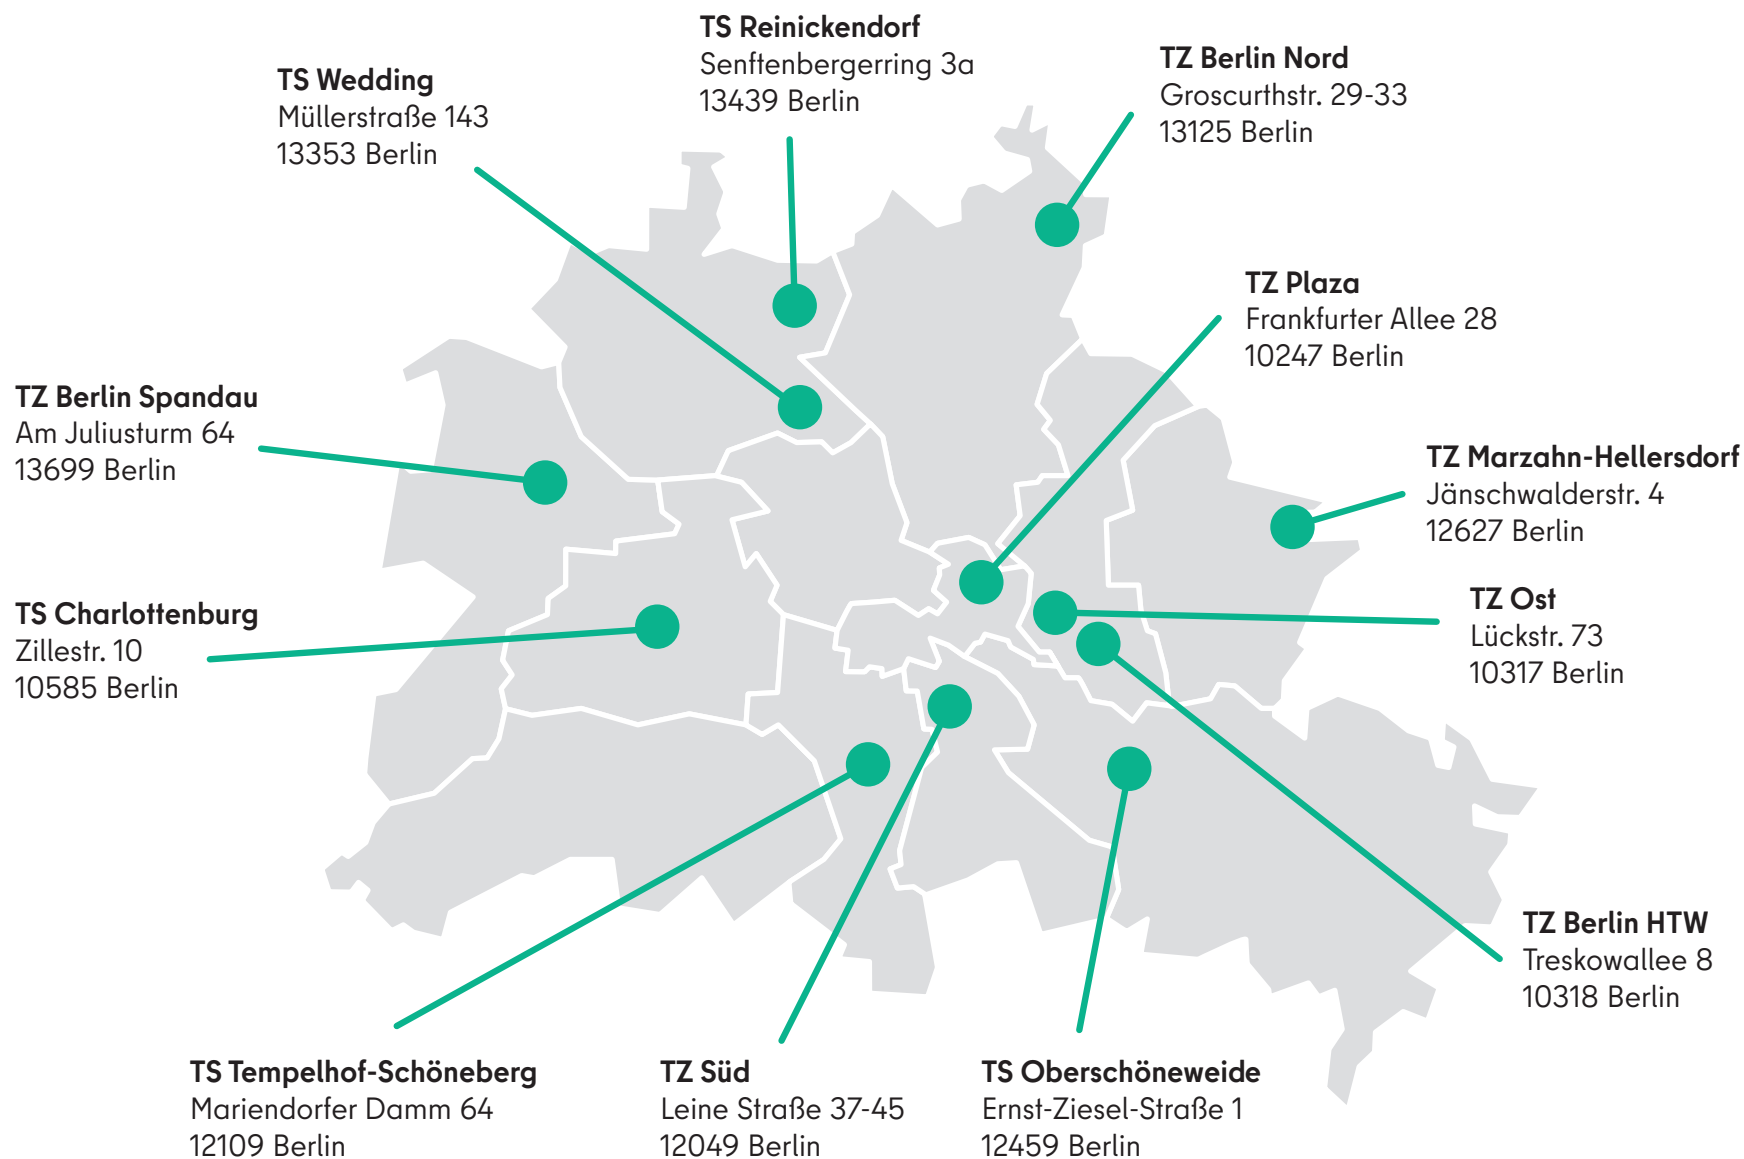 TS Reinickendorf
Senftenbergerring 3a
13439 Berlin
TS Wedding
Müllerstraße 143
13353 Berlin
TZ Berlin Nord
Groscurthstr. 29-33
13125 Berlin
TZ Plaza
Frankfurter Allee 28
10247 Berlin
TZ Berlin Spandau
Am Juliusturm 64
13699 Berlin
TZ Marzahn-Hellersdorf
Jänschwalderstr. 4
12627 Berlin
TS Charlottenburg
Zillestr. 10
10585 Berlin
TZ Ost
Lückstr. 73
10317 Berlin
TZ Berlin HTW
Treskowallee 8
10318 Berlin
TS Tempelhof-Schöneberg
Mariendorfer Damm 64
12109 Berlin
TZ Süd
Leine Straße 37-45
12049 Berlin
TS Oberschöneweide
Ernst-Ziesel-Straße 1
12459 Berlin